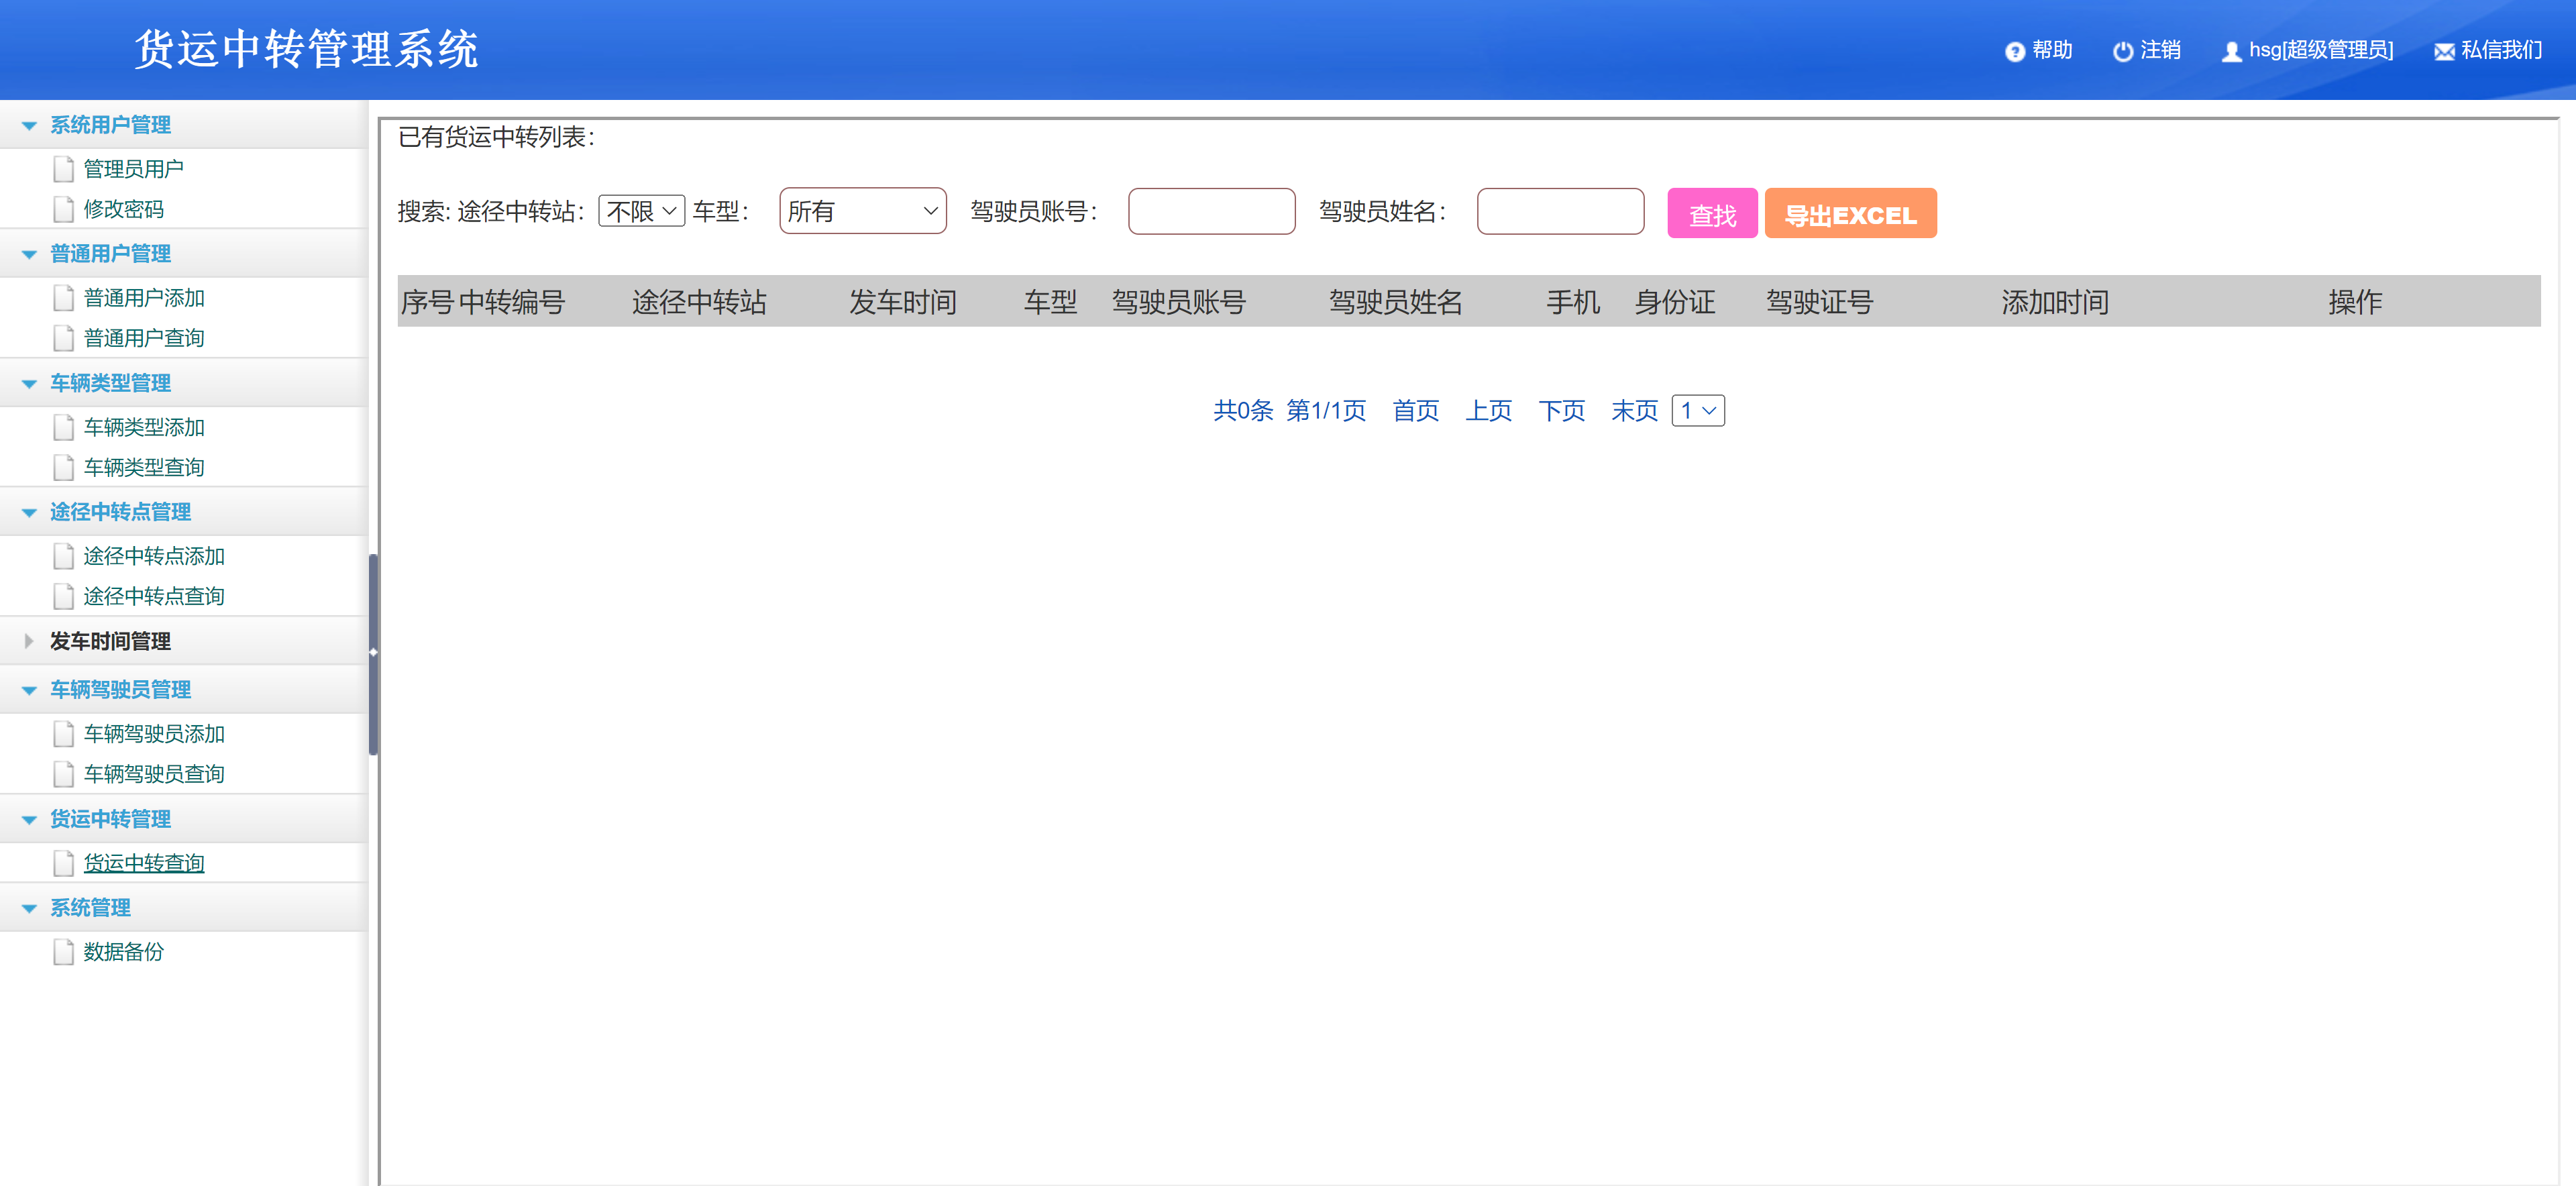 货运中转管理系统
帮助 注销 hsg[超级管理员] 私信我们
系统用户管理
管理员用户
修改密码
普通用户管理
普通用户添加
普通用户查询
车辆类型管理
车辆类型添加
车辆类型查询
途径中转点管理
途径中转点添加
途径中转点查询
发车时间管理
车辆驾驶员管理
车辆驾驶员添加
车辆驾驶员查询
货运中转管理
货运中转查询
系统管理
数据备份
已有货运中转列表：
搜索: 途径中转站： 不限 车型： 所有 驾驶员账号： 驾驶员姓名： 查找 导出EXCEL
序号 中转编号 途径中转站 发车时间 车型 驾驶员账号 驾驶员姓名 手机 身份证 驾驶证号 添加时间 操作
共0条 第1/1页 首页 上页 下页 末页 1